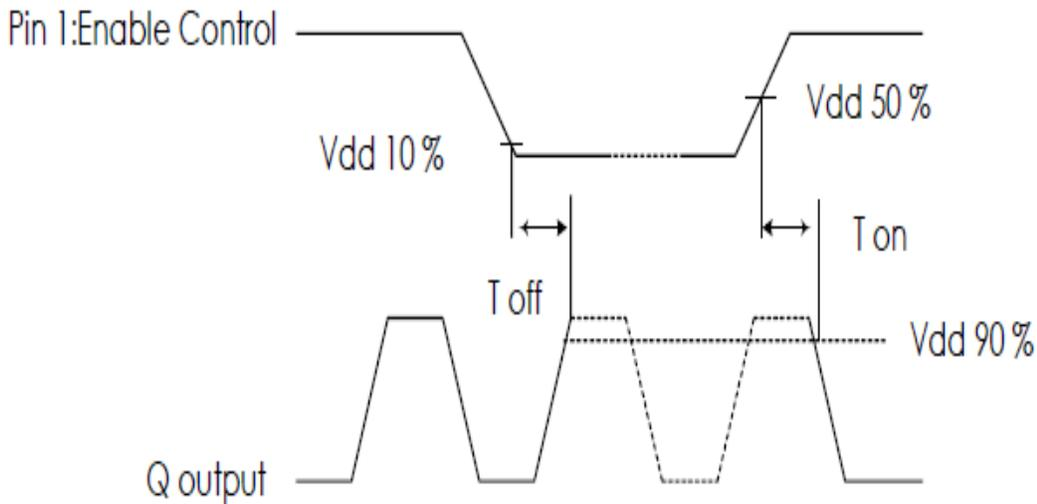 Pin 1:Enable Control
Vdd 50 %
Vdd 10 %
T on
T off
Vdd 90 %
Q output